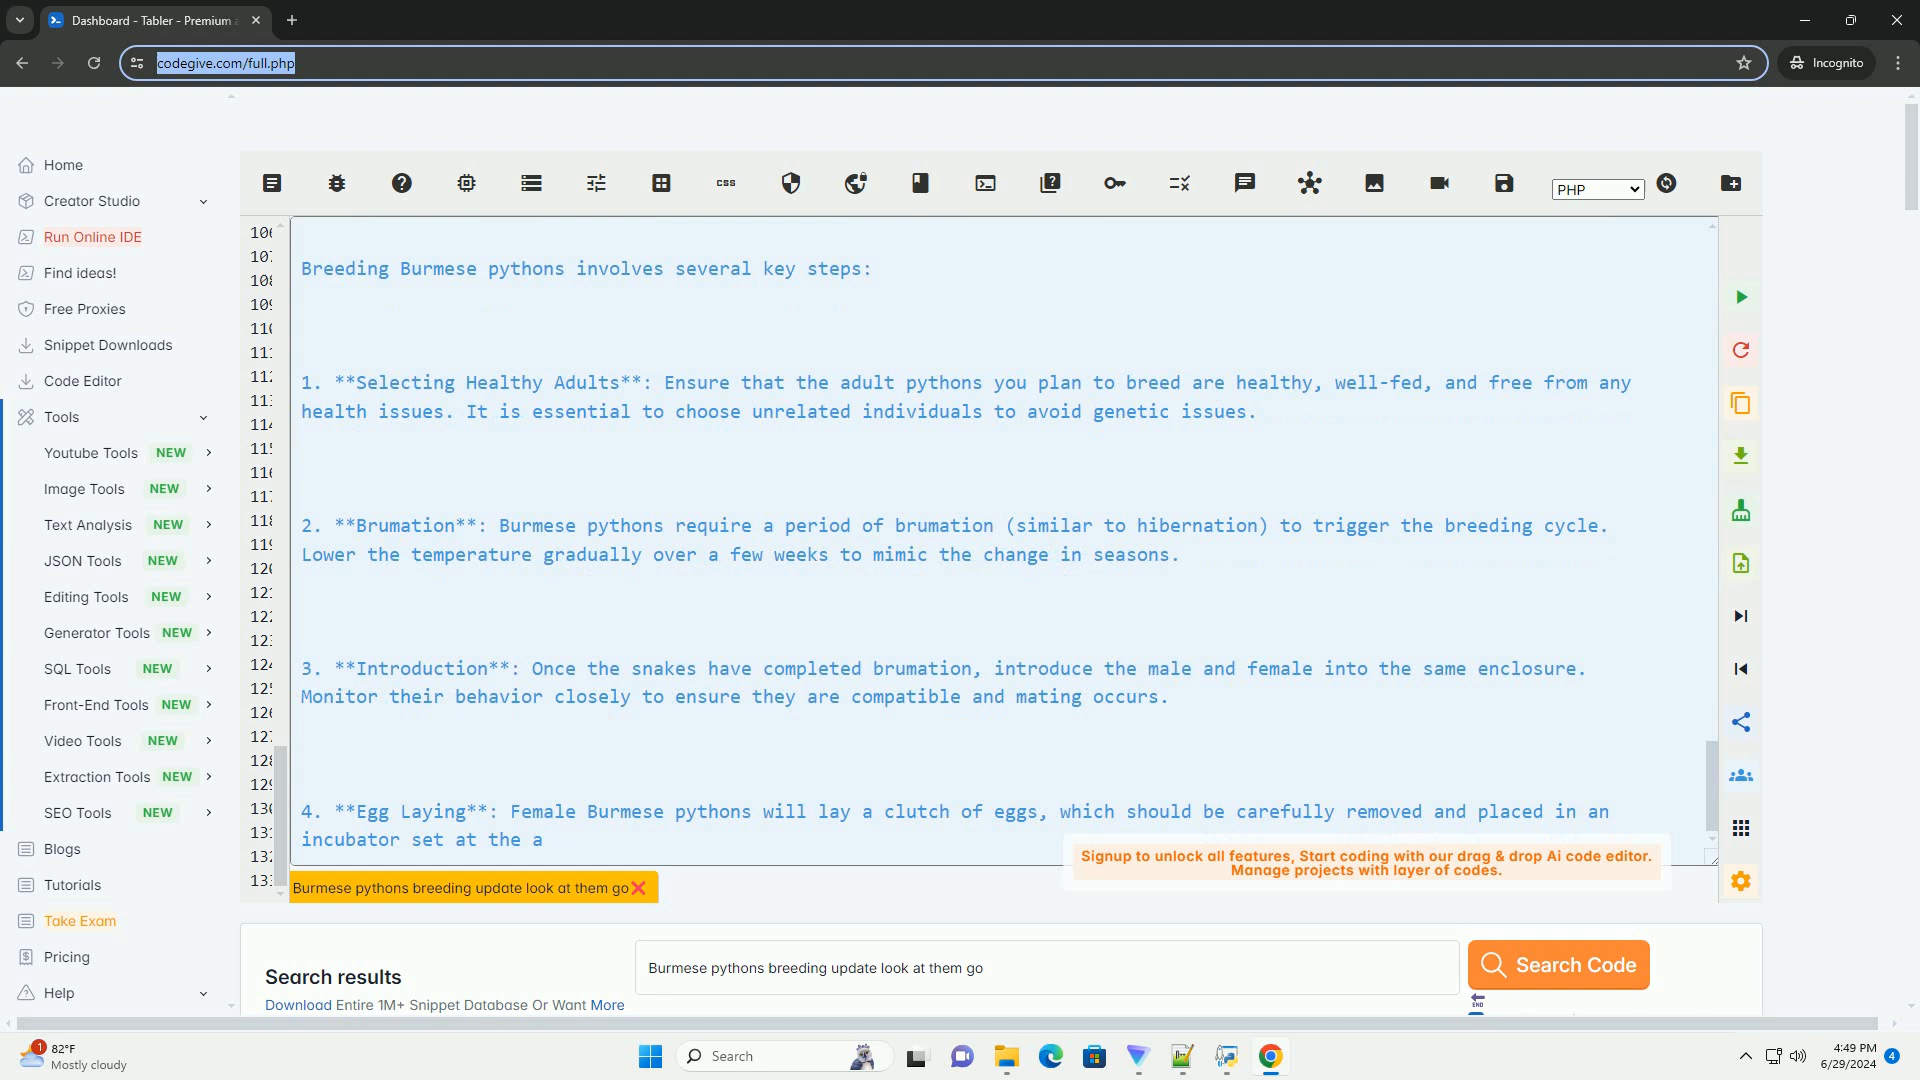 Dashboard - Tabler - Premium
codegive.com/full.php
Incognito
Home
Creator Studio
Run Online IDE
Find ideas!
Free Proxies
Snippet Downloads
Code Editor
Tools
Youtube Tools NEW
Image Tools NEW
Text Analysis NEW
JSON Tools NEW
Editing Tools NEW
Generator Tools NEW
SQL Tools NEW
Front-End Tools NEW
Video Tools NEW
Extraction Tools NEW
SEO Tools NEW
Blogs
Tutorials
Take Exam
Pricing
Help
css
PHP
Breeding Burmese pythons involves several key steps:
1. **Selecting Healthy Adults**: Ensure that the adult pythons you plan to breed are healthy, well-fed, and free from any
health issues. It is essential to choose unrelated individuals to avoid genetic issues.
2. **Brumation**: Burmese pythons require a period of brumation (similar to hibernation) to trigger the breeding cycle.
Lower the temperature gradually over a few weeks to mimic the change in seasons.
3. **Introduction**: Once the snakes have completed brumation, introduce the male and female into the same enclosure.
Monitor their behavior closely to ensure they are compatible and mating occurs.
4. **Egg Laying**: Female Burmese pythons will lay a clutch of eggs, which should be carefully removed and placed in an
incubator set at the a
Signup to unlock all features, Start coding with our drag & drop Ai code editor.
Manage projects with layer of codes.
Burmese pythons breeding update look at them go
Search results
Download Entire 1M+ Snippet Database Or Want More
Burmese pythons breeding update look at them go
Search Code
END
1
82°F
Mostly cloudy
Search
4:49 PM
6/29/2024
4